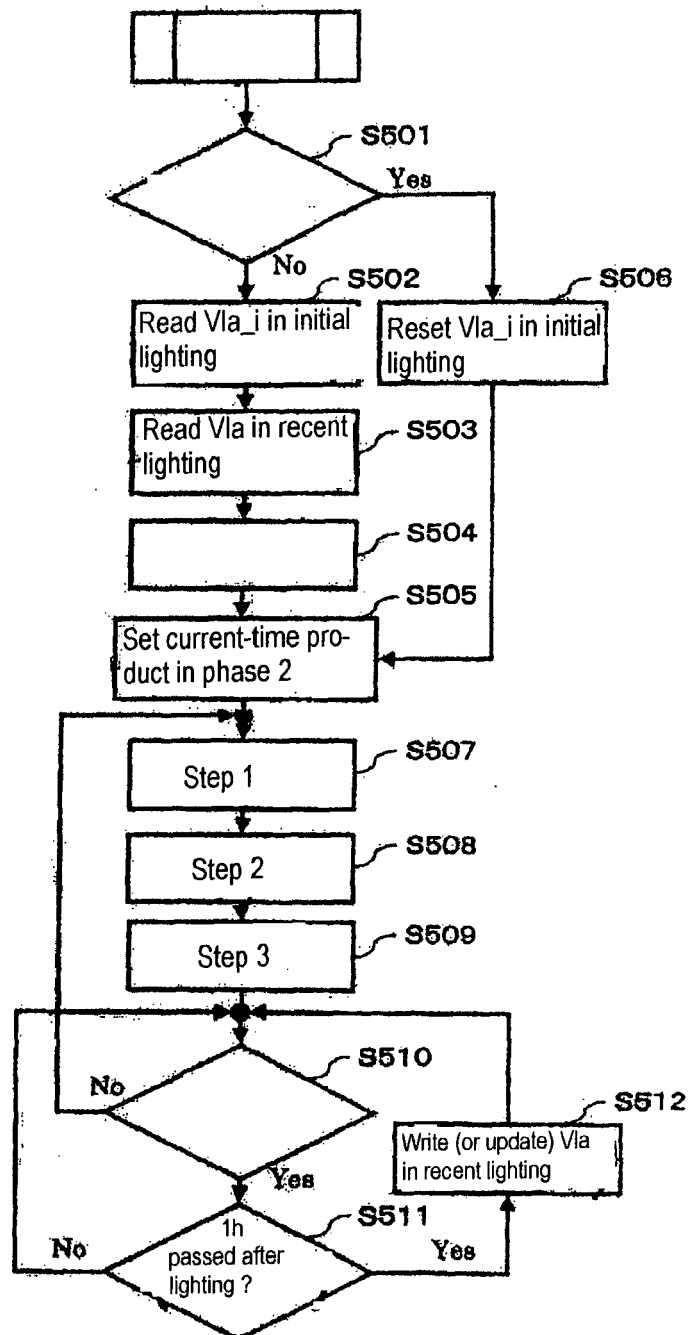 S501
Yes
No
S502
Read Vla_i in initial
lighting
S506
Reset Vla_i in initial
lighting
S503
Read Vla in recent
lighting
S504
S505
Set current-time pro-
duct in phase 2
S507
Step 1
S508
Step 2
S509
Step 3
S510
No
Yes
S512
Write (or update) Vla
in recent lighting
S511
1h
passed after
lighting ?
No
Yes